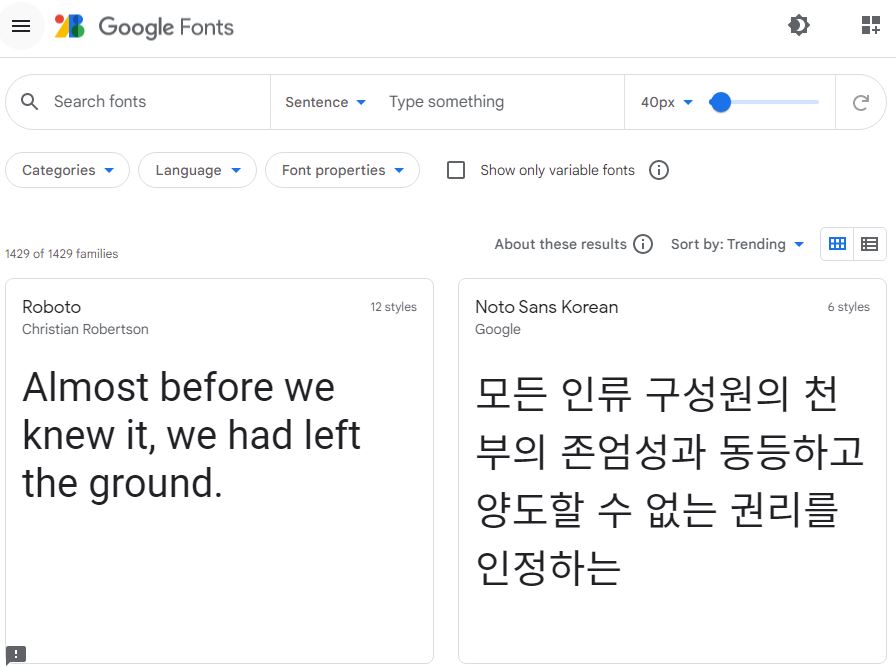 Google Fonts
Search fonts
Sentence
Type something
40px
Categories
Language
Font properties
Show only variable fonts
1429 of 1429 families
About these results
Sort by: Trending
Roboto
12 styles
Christian Robertson
Almost before we
knew it, we had left
the ground.
Noto Sans Korean
6 styles
Google
모든 인류 구성원의 천
부의 존엄성과 동등하고
양도할 수 없는 권리를
인정하는